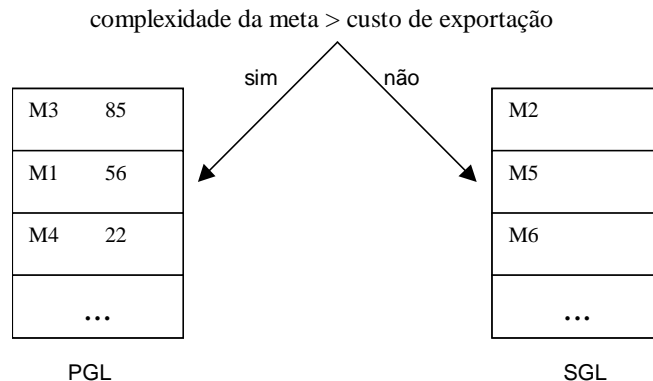 complexidade da meta > custo de exportação
sim
não
M3 85
M2
M1 56
M5
M4 22
M6
...
...
PGL
SGL